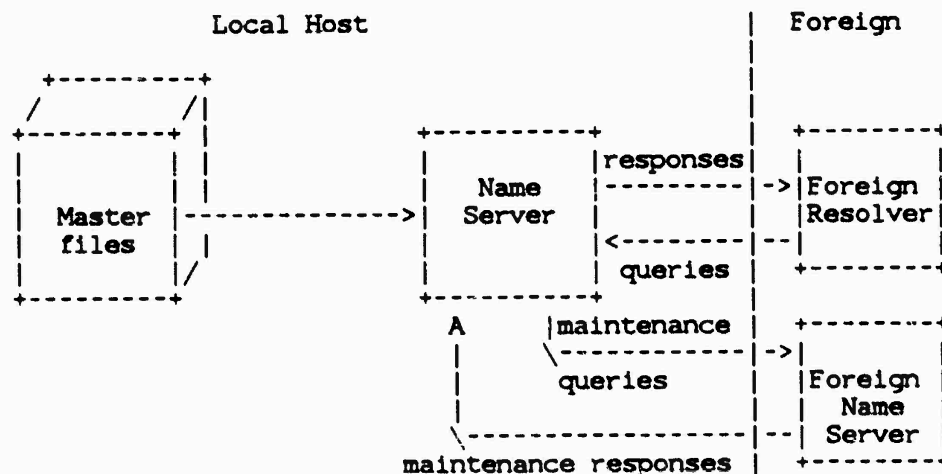 Local Host
Foreign
responses
Name
Server
Foreign
Resolver
Master
files
queries
A
maintenance
queries
Foreign
Name
Server
maintenance responses